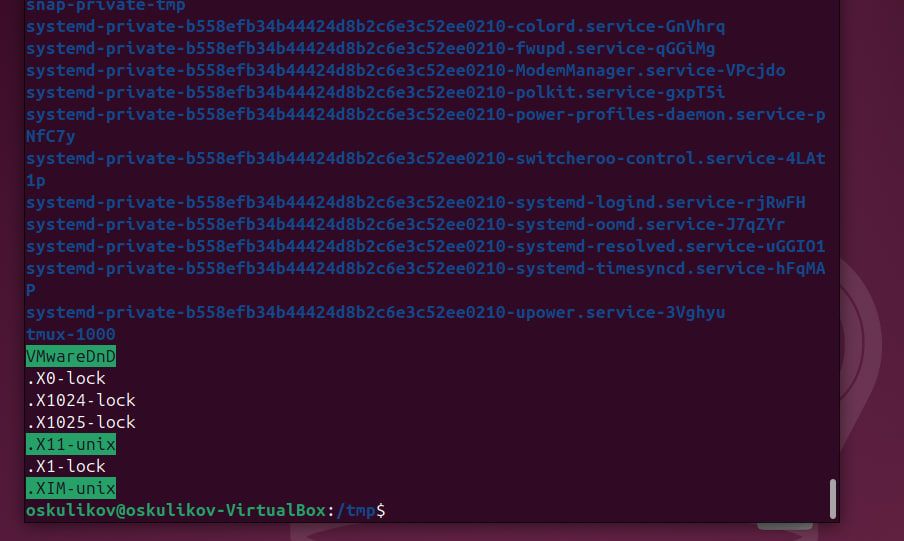 snap-private-tmp
systemd-private-b558efb34b44424d8b2c6e3c52ee0210-colord.service-GnVhrq
systemd-private-b558efb34b44424d8b2c6e3c52ee0210-fwupd.service-qGGiMg
systemd-private-b558efb34b44424d8b2c6e3c52ee0210-ModemManager.service-VPcjdo
systemd-private-b558efb34b44424d8b2c6e3c52ee0210-polkit.service-gxpT5i
systemd-private-b558efb34b44424d8b2c6e3c52ee0210-power-profiles-daemon.service-p
NfC7y
systemd-private-b558efb34b44424d8b2c6e3c52ee0210-switcheroo-control.service-4LAt
1p
systemd-private-b558efb34b44424d8b2c6e3c52ee0210-systemd-logind.service-rjRwFH
systemd-private-b558efb34b44424d8b2c6e3c52ee0210-systemd-oomd.service-J7qZYr
systemd-private-b558efb34b44424d8b2c6e3c52ee0210-systemd-resolved.service-uGGIO1
systemd-private-b558efb34b44424d8b2c6e3c52ee0210-systemd-timesyncd.service-hFqMA
P
systemd-private-b558efb34b44424d8b2c6e3c52ee0210-upower.service-3Vghyu
tmux-1000
VMwareDnD
.X0-lock
.X1024-lock
.X1025-lock
.X11-unix
.X1-lock
.XIM-unix
oskulikov@oskulikov-VirtualBox:/tmp$